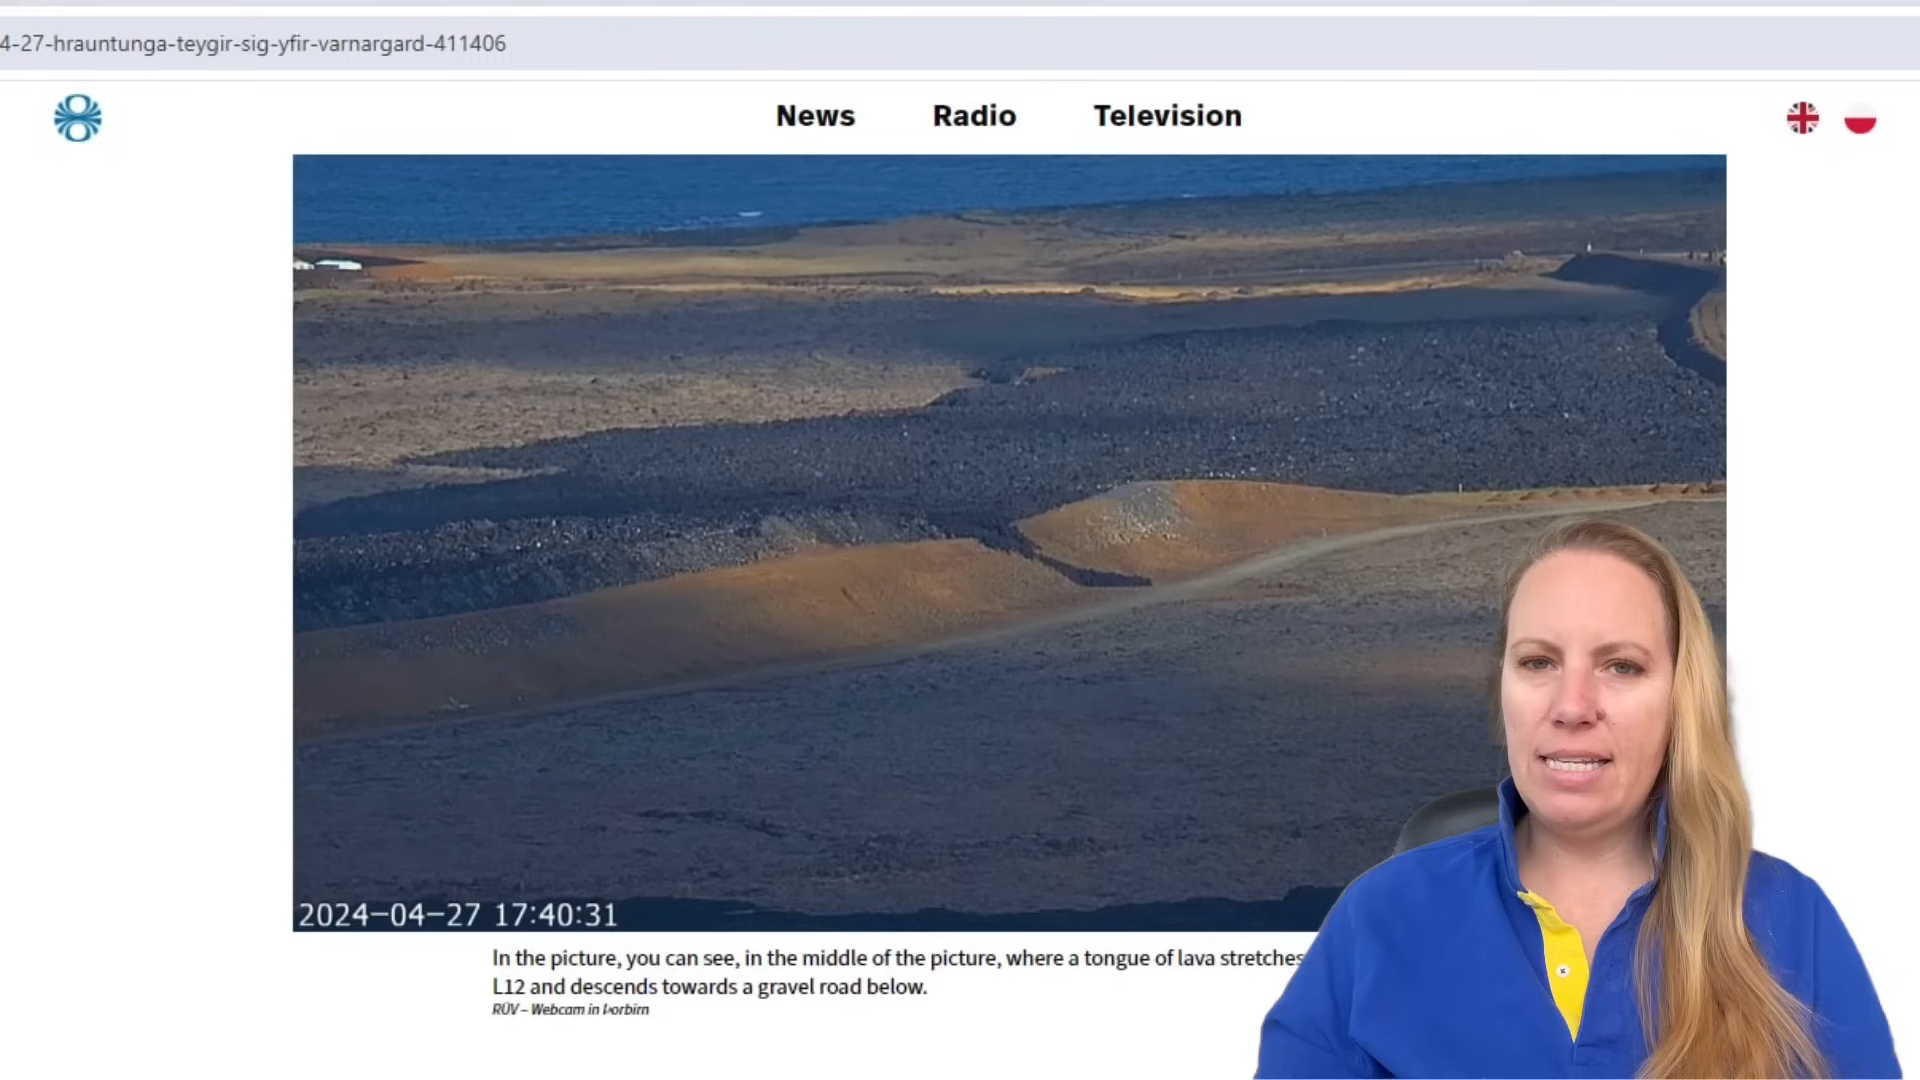 4-27-hrauntunga-teygir-sig-yfir-varnargard-411406
News Radio Television
2024-04-27 17:40:31
In the picture, you can see, in the middle of the picture, where a tongue of lava stretches
L12 and descends towards a gravel road below.
RÚV – Webcam in Þorbirn